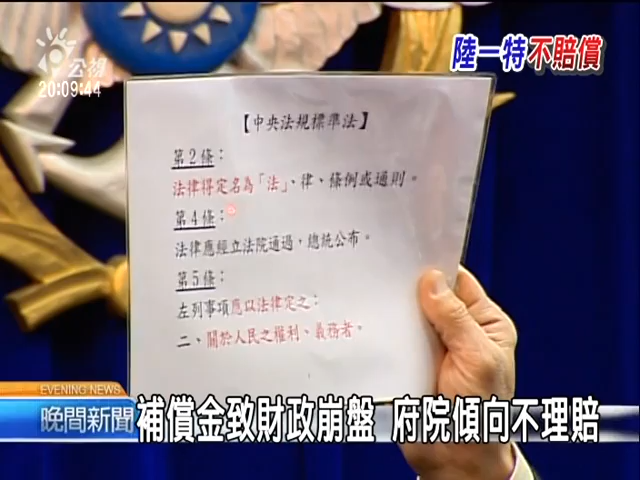 公視
20:09:44
陸一特不賠償
【中央法規標準法】
第2條：
法律得定名為「法」、律、條例或通則。
第4條：
法律應經立法院通過，總統公布。
第5條：
左列事項應以法律定之：
二、關於人民之權利、義務者。
EVENING NEWS
晚間新聞
補償金致財政崩盤 府院傾向不理賠